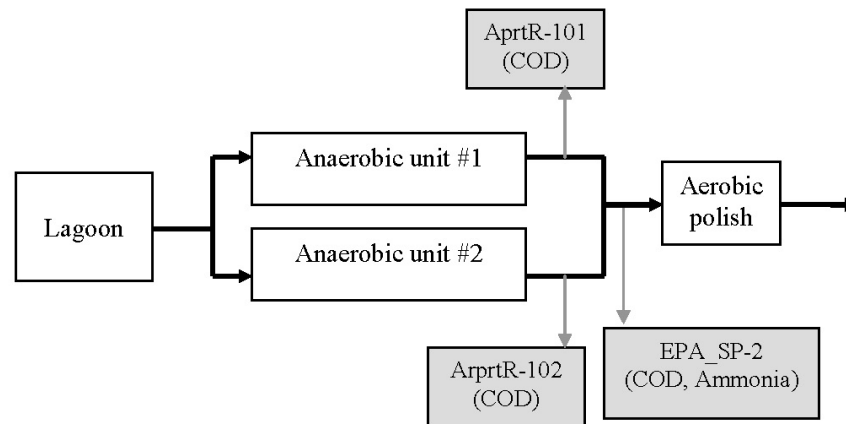 AprtR-101
(COD)
Anaerobic unit #1
Lagoon
Aerobic
polish
Anaerobic unit #2
ArprtR-102
(COD)
EPA_SP-2
(COD, Ammonia)